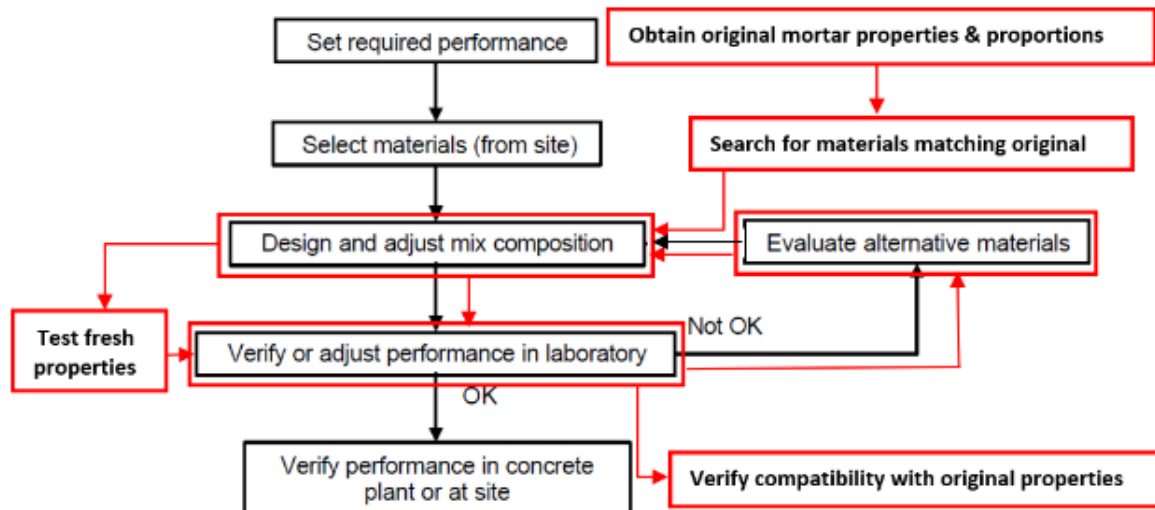 Set required performance
Obtain original mortar properties & proportions
Select materials (from site)
Search for materials matching original
Design and adjust mix composition
Evaluate alternative materials
Test fresh
properties
Not OK
Verify or adjust performance in laboratory
OK
Verify performance in concrete
plant or at site
Verify compatibility with original properties